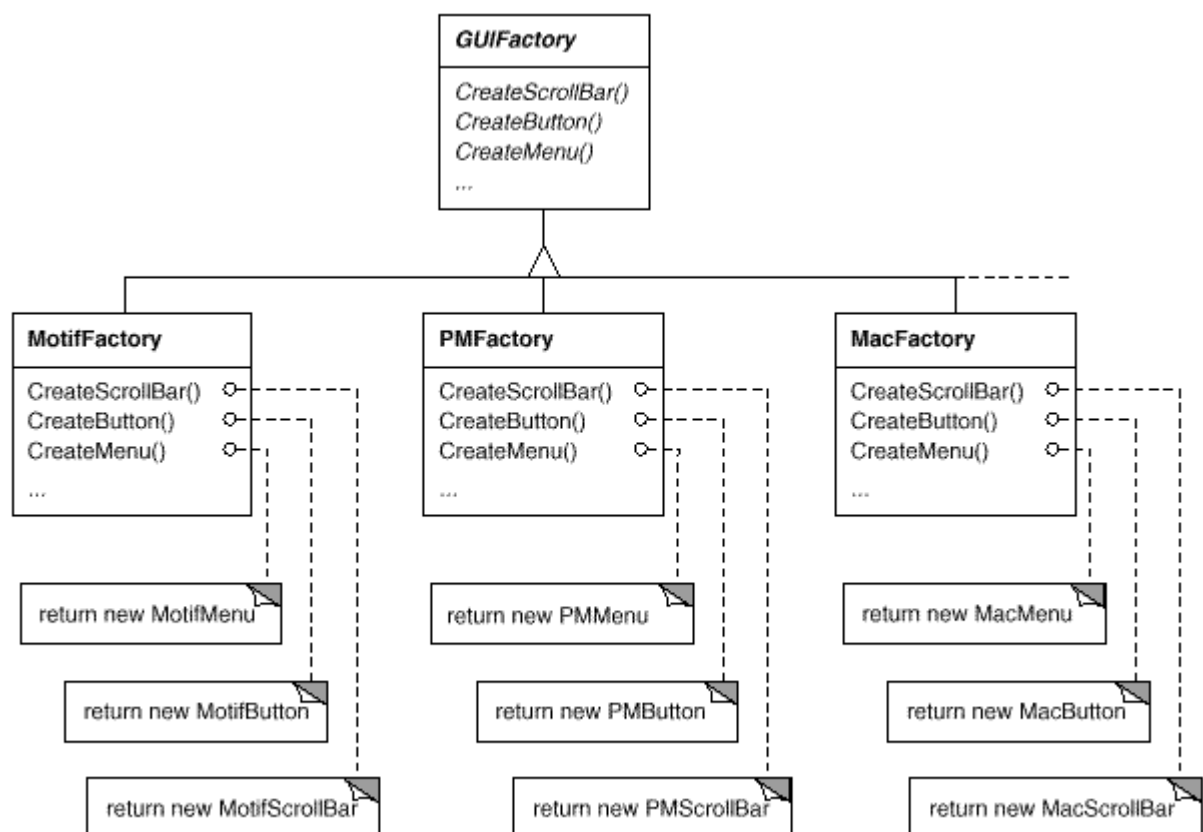 GUIFactory
CreateScrollBar()
CreateButton()
CreateMenu()
...
MotifFactory
CreateScrollBar()
CreateButton()
CreateMenu()
...
PMFactory
CreateScrollBar()
CreateButton()
CreateMenu()
...
MacFactory
CreateScrollBar()
CreateButton()
CreateMenu()
...
return new MotifMenu
return new PMMenu
return new MacMenu
return new MotifButton
return new PMButton
return new MacButton
return new MotifScrollBar
return new PMScrollBar
return new MacScrollBar